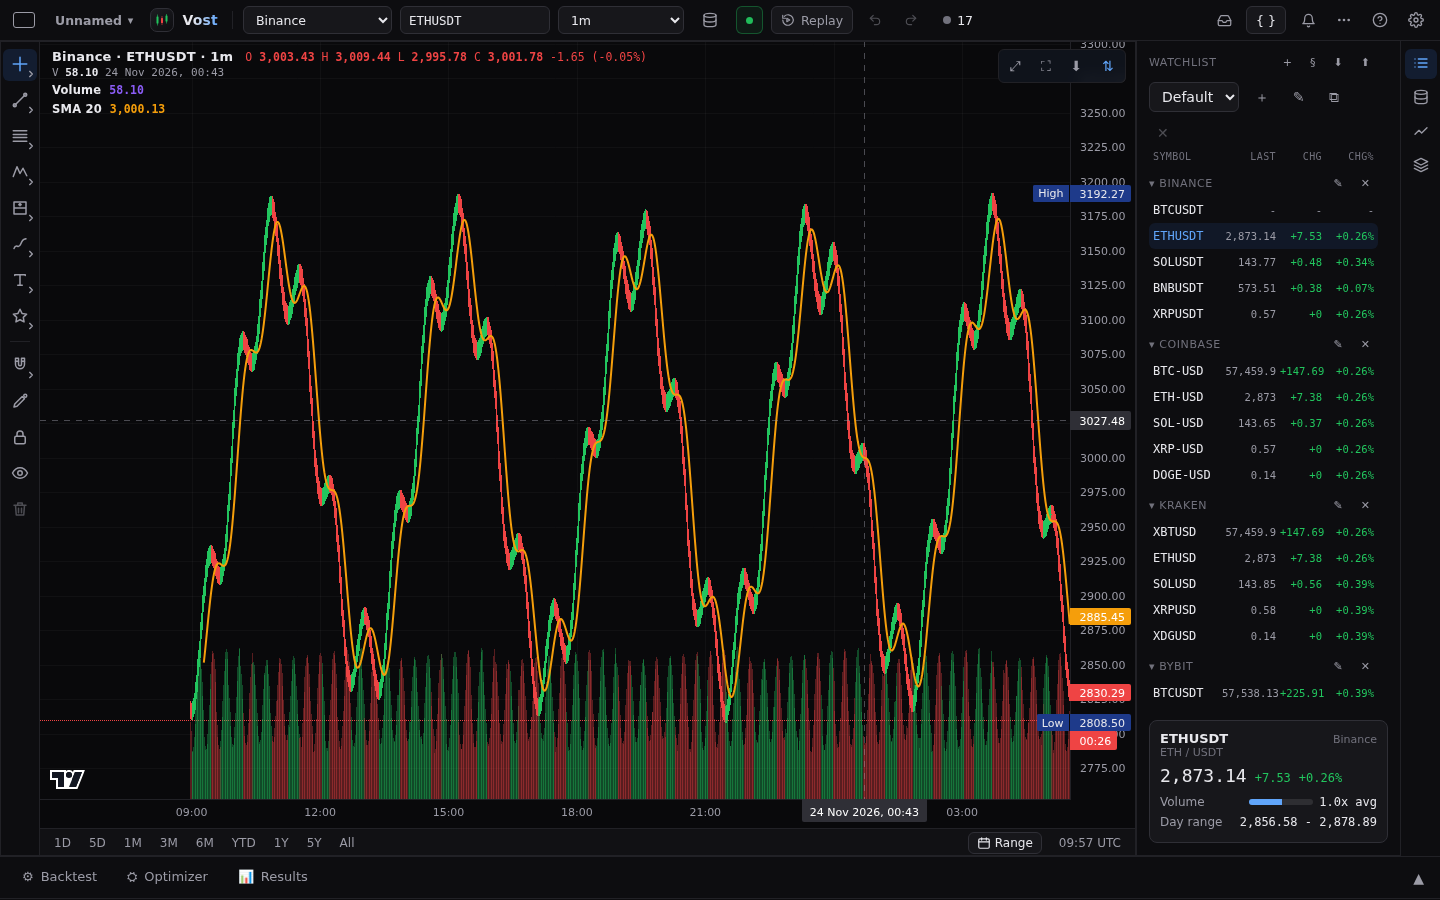 Unnamed ▾ Vost Binance ETHUSDT 1m Replay 17 { }
Binance · ETHUSDT · 1m O 3,003.43 H 3,009.44 L 2,995.78 C 3,001.78 -1.65 (-0.05%)
V 58.10 24 Nov 2026, 00:43
Volume 58.10
SMA 20 3,000.13
3300.00
3250.00
3225.00
3200.00
High 3192.27
3175.00
3150.00
3125.00
3100.00
3075.00
3050.00
3027.48
3000.00
2975.00
2950.00
2925.00
2900.00
2885.45
2875.00
2850.00
2830.29
Low 2808.50
00:26
2775.00
09:00 12:00 15:00 18:00 21:00 24 Nov 2026, 00:43 03:00
1D 5D 1M 3M 6M YTD 1Y 5Y All Range 09:57 UTC
Backtest Optimizer Results
WATCHLIST + §
Default
SYMBOL LAST CHG CHG%
BINANCE
BTCUSDT - - -
ETHUSDT 2,873.14 +7.53 +0.26%
SOLUSDT 143.77 +0.48 +0.34%
BNBUSDT 573.51 +0.38 +0.07%
XRPUSDT 0.57 +0 +0.26%
COINBASE
BTC-USD 57,459.9 +147.69 +0.26%
ETH-USD 2,873 +7.38 +0.26%
SOL-USD 143.65 +0.37 +0.26%
XRP-USD 0.57 +0 +0.26%
DOGE-USD 0.14 +0 +0.26%
KRAKEN
XBTUSD 57,459.9 +147.69 +0.26%
ETHUSD 2,873 +7.38 +0.26%
SOLUSD 143.85 +0.56 +0.39%
XRPUSD 0.58 +0 +0.39%
XDGUSD 0.14 +0 +0.39%
BYBIT
BTCUSDT 57,538.13 +225.91 +0.39%
ETHUSDT Binance
ETH / USDT
2,873.14 +7.53 +0.26%
Volume 1.0x avg
Day range 2,856.58 - 2,878.89